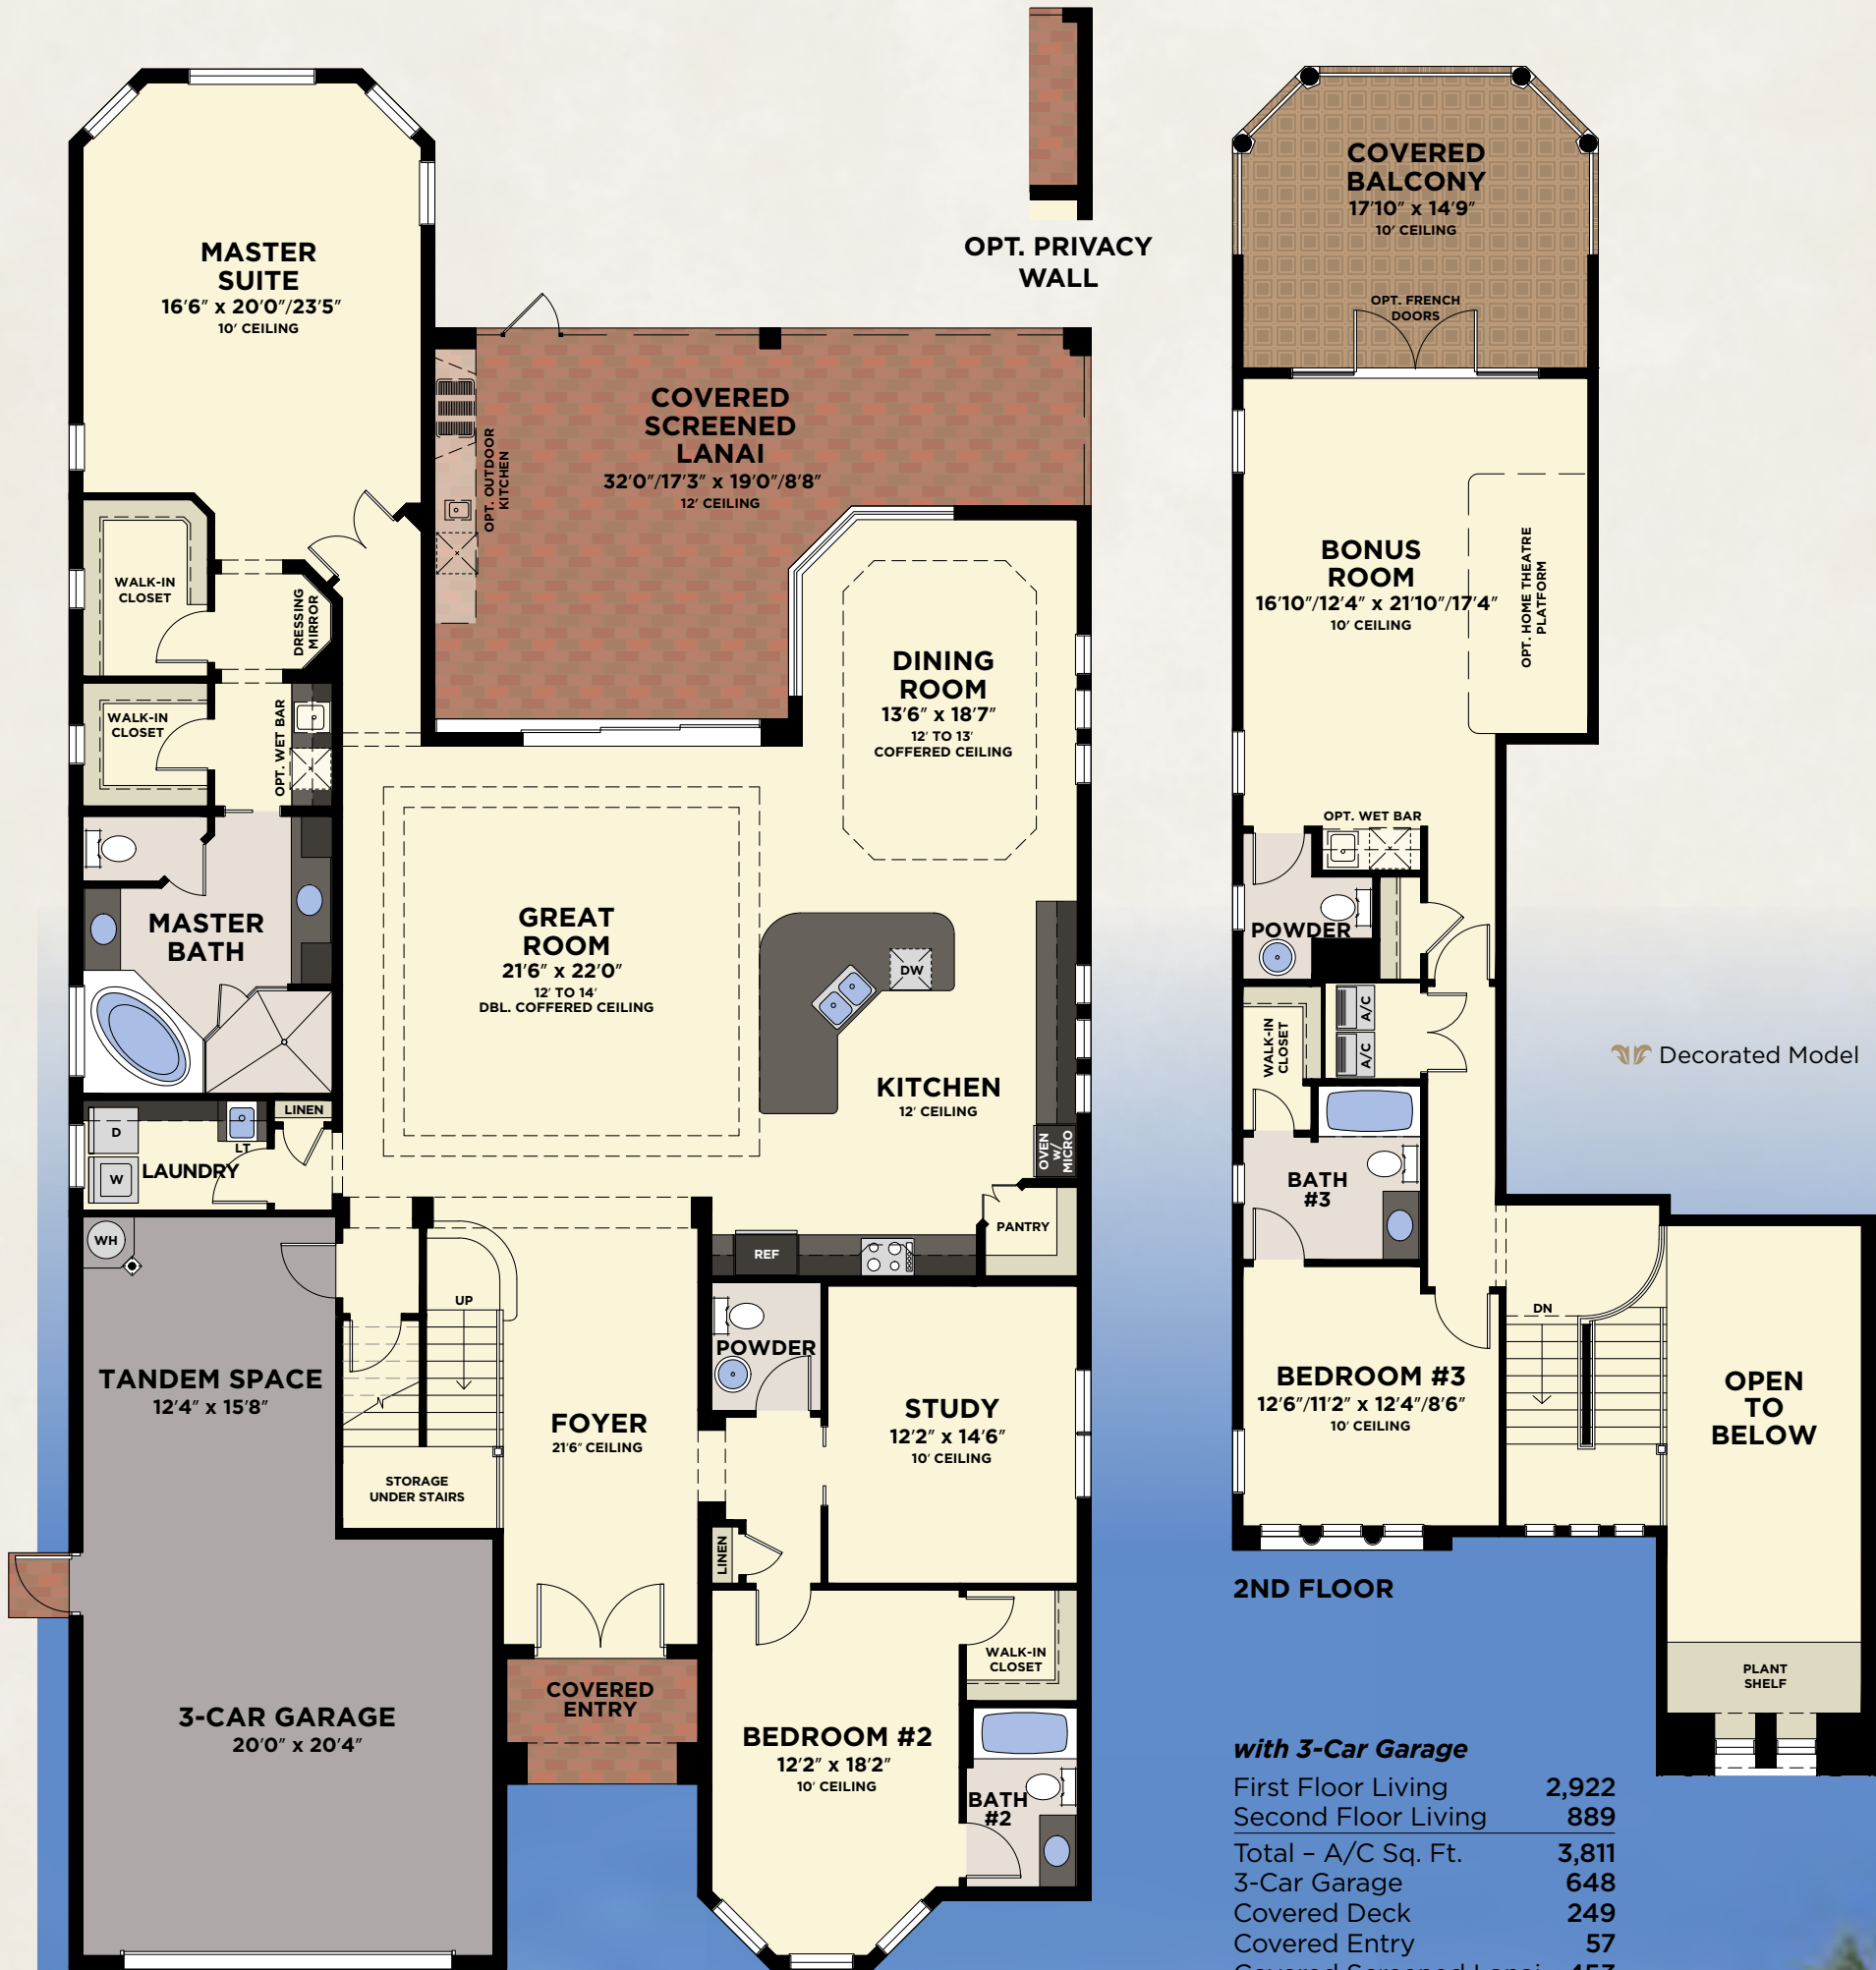 OPT. PRIVACY
WALL
MASTER
SUITE
16'6" x 20'0"/23'5"
10' CEILING
COVERED
SCREENED
LANAI
32'0"/17'3" x 19'0"/8'8"
12' CEILING
OPT. OUTDOOR
KITCHEN
WALK-IN
CLOSET
DRESSING
MIRROR
WALK-IN
CLOSET
OPT. WET BAR
DINING
ROOM
13'6" x 18'7"
12' TO 13'
COFFERED CEILING
MASTER
BATH
GREAT
ROOM
21'6" x 22'0"
12' TO 14'
DBL. COFFERED CEILING
DW
KITCHEN
12' CEILING
OVEN
w/
MICRO
LINEN
D
LT
W
LAUNDRY
PANTRY
REF
WH
UP
POWDER
TANDEM SPACE
12'4" x 15'8"
FOYER
21'6" CEILING
STUDY
12'2" x 14'6"
10' CEILING
STORAGE
UNDER STAIRS
LINEN
WALK-IN
CLOSET
COVERED
ENTRY
3-CAR GARAGE
20'0" x 20'4"
BEDROOM #2
12'2" x 18'2"
10' CEILING
BATH
#2
COVERED
BALCONY
17'10" x 14'9"
10' CEILING
OPT. FRENCH
DOORS
BONUS
ROOM
16'10"/12'4" x 21'10"/17'4"
10' CEILING
OPT. HOME THEATRE
PLATFORM
OPT. WET BAR
POWDER
A/C
A/C
WALK-IN
CLOSET
Decorated Model
BATH
#3
DN
BEDROOM #3
12'6"/11'2" x 12'4"/8'6"
10' CEILING
OPEN
TO
BELOW
2ND FLOOR
PLANT
SHELF
with 3-Car Garage
First Floor Living 2,922
Second Floor Living 889
Total – A/C Sq. Ft. 3,811
3-Car Garage 648
Covered Deck 249
Covered Entry 57
Covered Screened Lanai 453